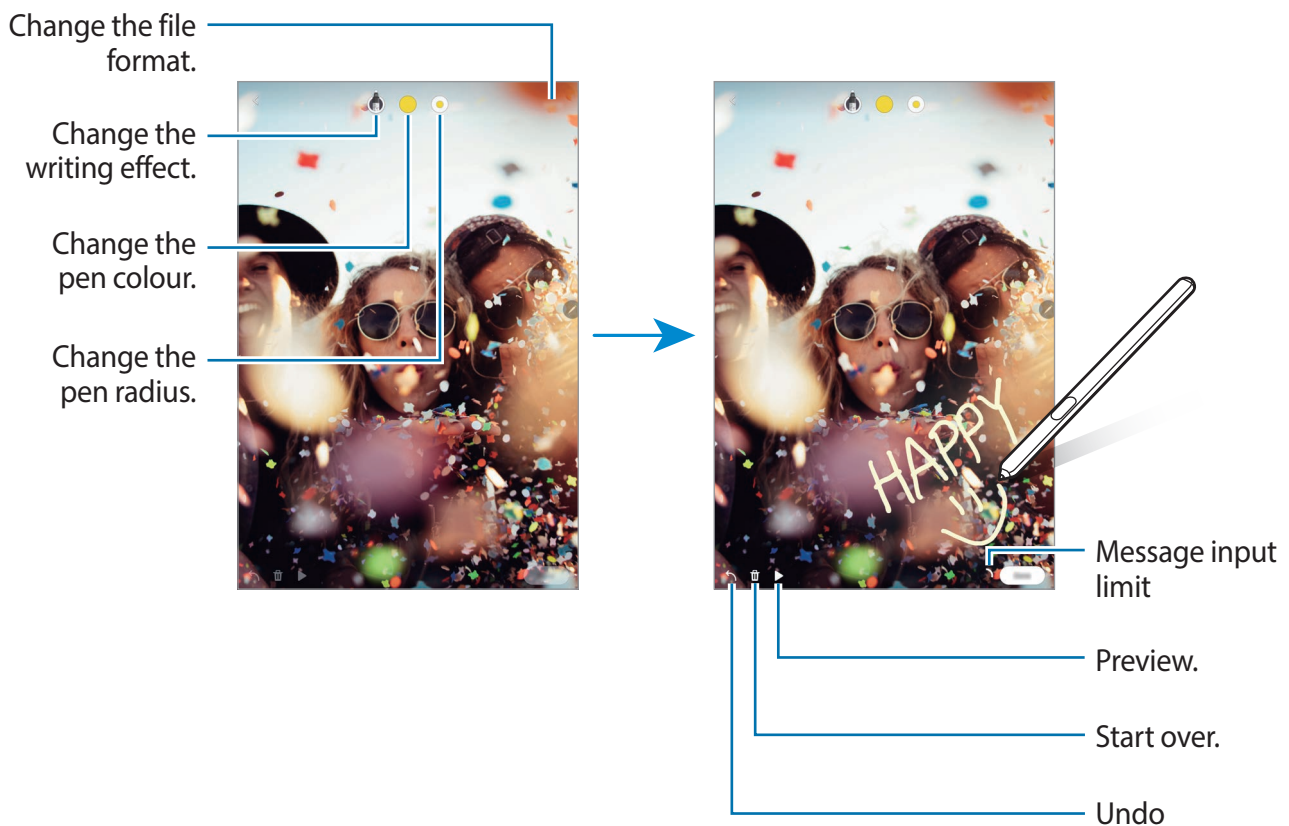 Change the file
format.
Change the
writing effect.
Change the
pen colour.
Change the
pen radius.
HAPPY
Message input
limit
Preview.
Start over.
Undo